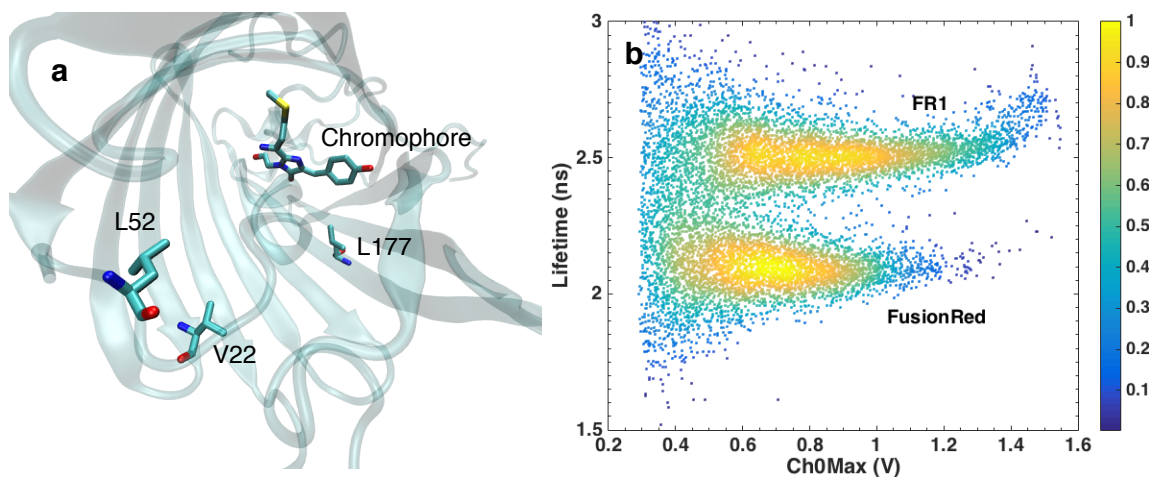 a
Chromophore
L52
L177
V22
b
FR1
FusionRed
3
2.5
2
1.5
Lifetime (ns)
0.2
0.4
0.6
0.8
1
1.2
1.4
1.6
Ch0Max (V)
1
0.9
0.8
0.7
0.6
0.5
0.4
0.3
0.2
0.1